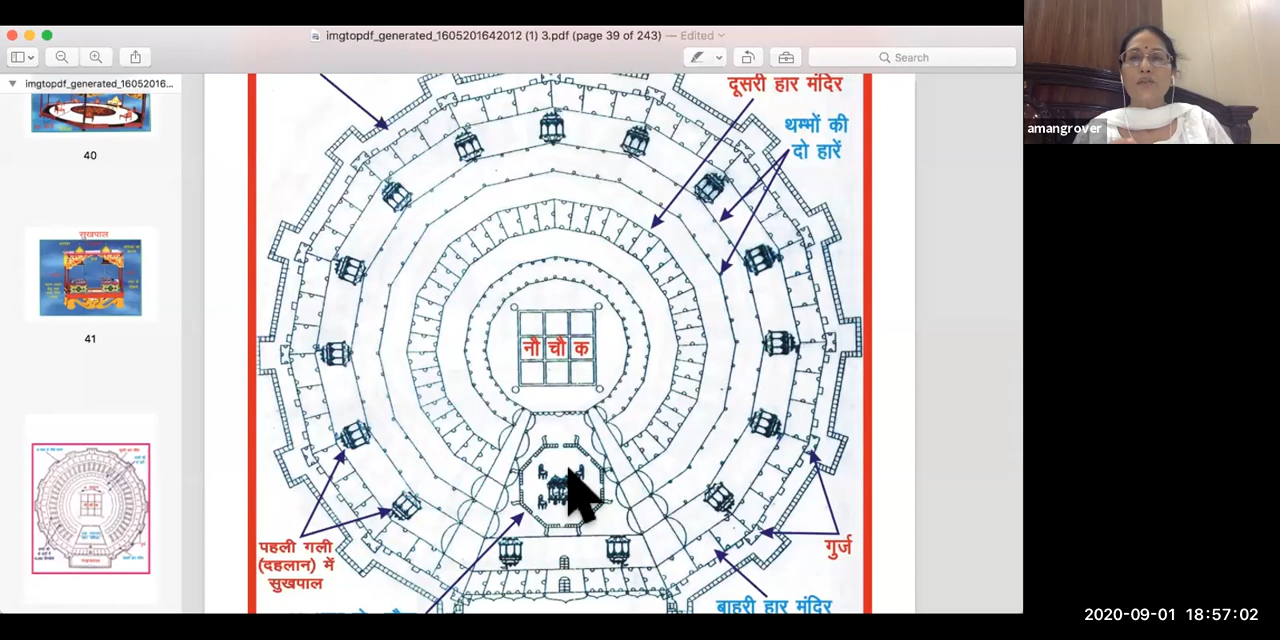 imgtopdf_generated_1605201642012 (1) 3.pdf (page 39 of 243) — Edited
Search
imgtopdf_generated_16052016...
40
सुखपाल
41
दूसरी हार मंदिर
थम्भों की
दो हारें
नौ चौ क
पहली गली
(दहलान) में
सुखपाल
गुर्ज
बाहरी हार मंदिर
amangrover
2020-09-01 18:57:02